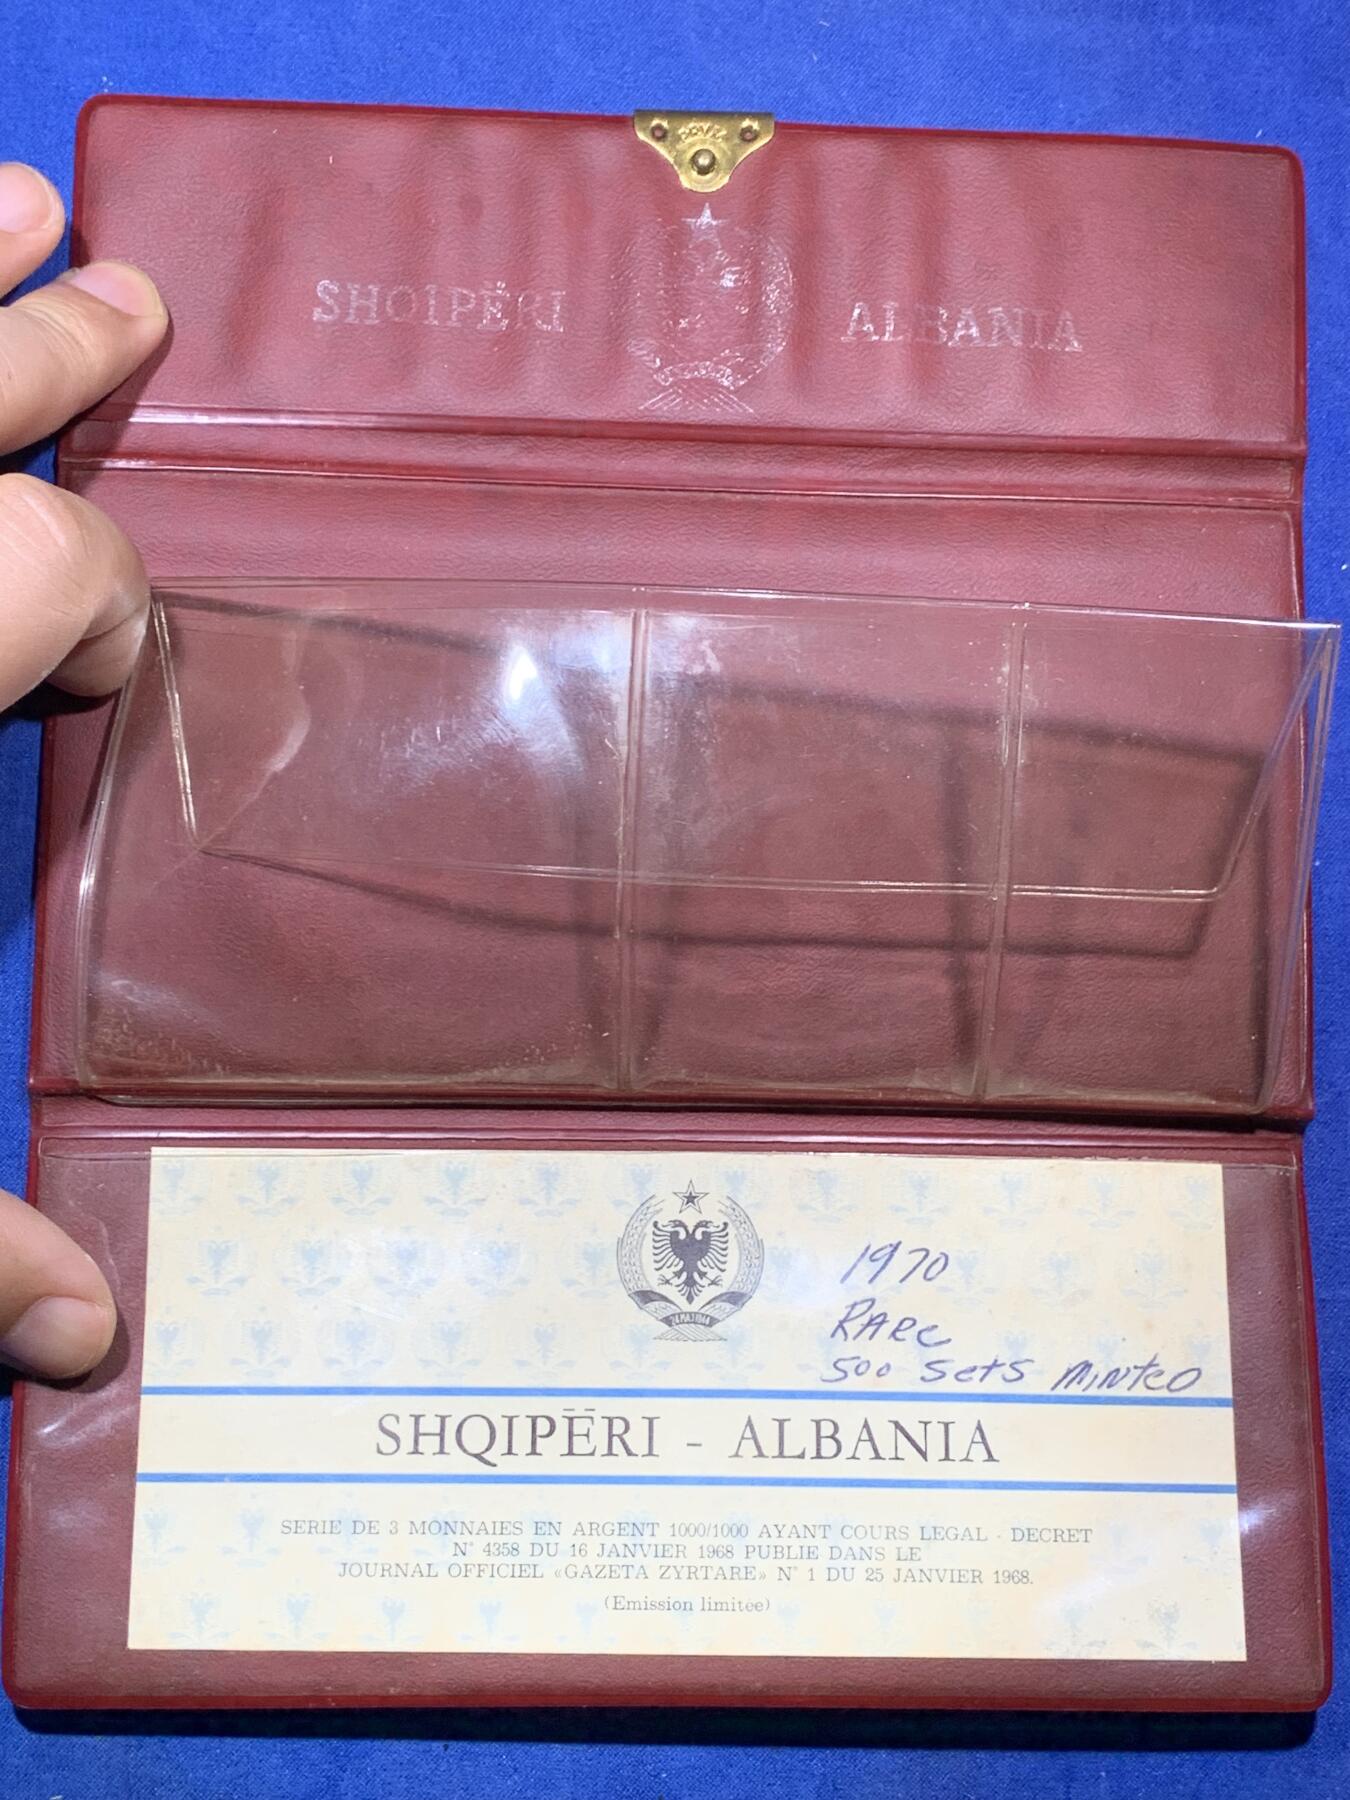 SHQIPËRI ALBANIA
1970
RARE
500 Sets MINTED
SHQIPËRI - ALBANIA
SERIE DE 3 MONNAIES EN ARGENT 1000/1000 AYANT COURS LEGAL - DECRET
N° 4358 DU 16 JANVIER 1968 PUBLIE DANS LE
JOURNAL OFFICIEL «GAZETA ZYRTARE» N° 1 DU 25 JANVIER 1968.
(Emission limitée)